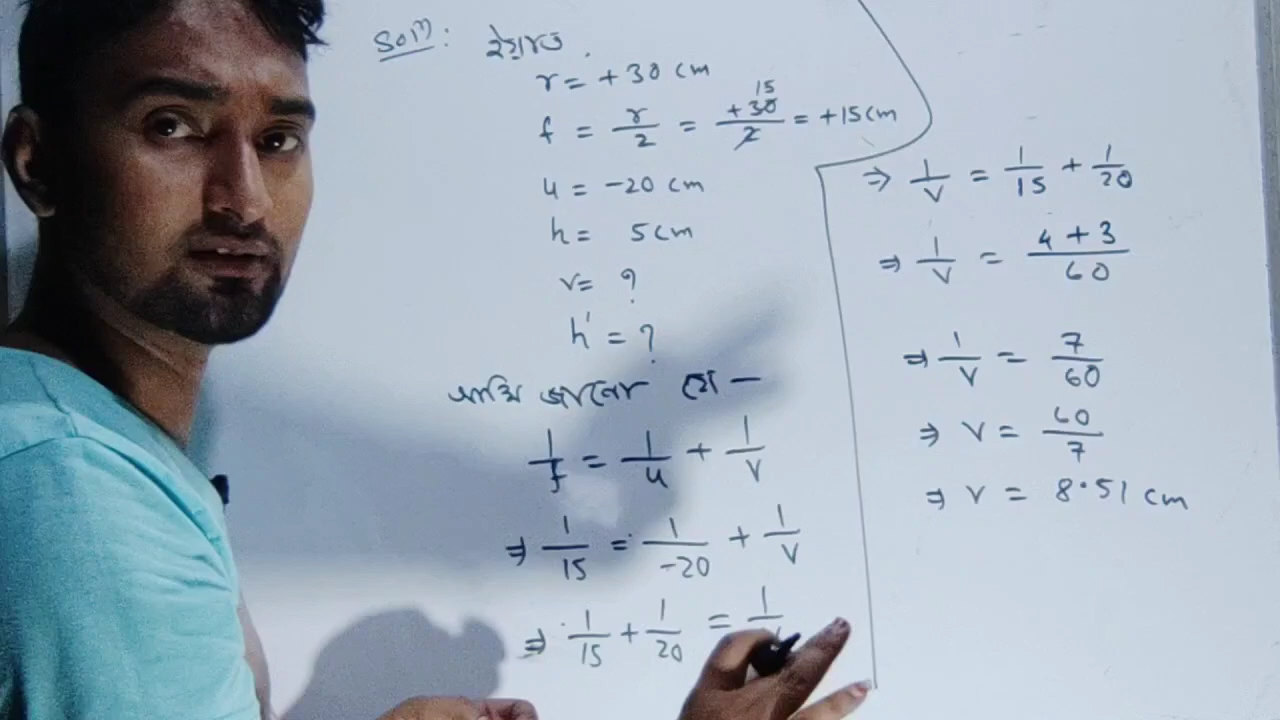 Solⁿ: ইয়াত,
r = +30 cm
f = r/2 = +30/2 = +15 cm
15
u = -20 cm
h = 5 cm
v = ?
h' = ?
আমি জানো যে —
1/f = 1/u + 1/v
⇒ 1/15 = 1/-20 + 1/v
⇒ 1/15 + 1/20 = 1/
⇒ 1/v = 1/15 + 1/20
⇒ 1/v = 4 + 3/60
⇒ 1/v = 7/60
⇒ v = 60/7
⇒ v = 8.51 cm